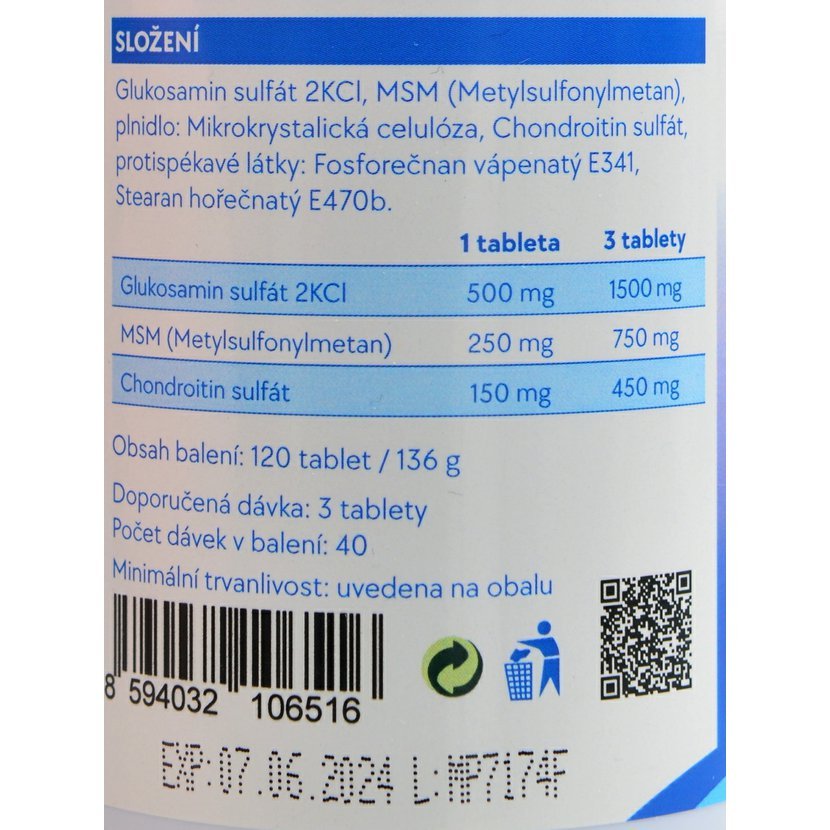 SLOŽENÍ
Glukosamin sulfát 2KCl, MSM (Metylsulfonylmetan),
plnidlo: Mikrokrystalická celulóza, Chondroitin sulfát,
protispékavé látky: Fosforečnan vápenatý E341,
Stearan hořečnatý E470b.
1 tableta 3 tablety
Glukosamin sulfát 2KCl 500 mg 1500 mg
MSM (Metylsulfonylmetan) 250 mg 750 mg
Chondroitin sulfát 150 mg 450 mg
Obsah balení: 120 tablet / 136 g
Doporučená dávka: 3 tablety
Počet dávek v balení: 40
Minimální trvanlivost: uvedena na obalu
8 594032 106516
EXP:07.06.2024 L:MP7174F